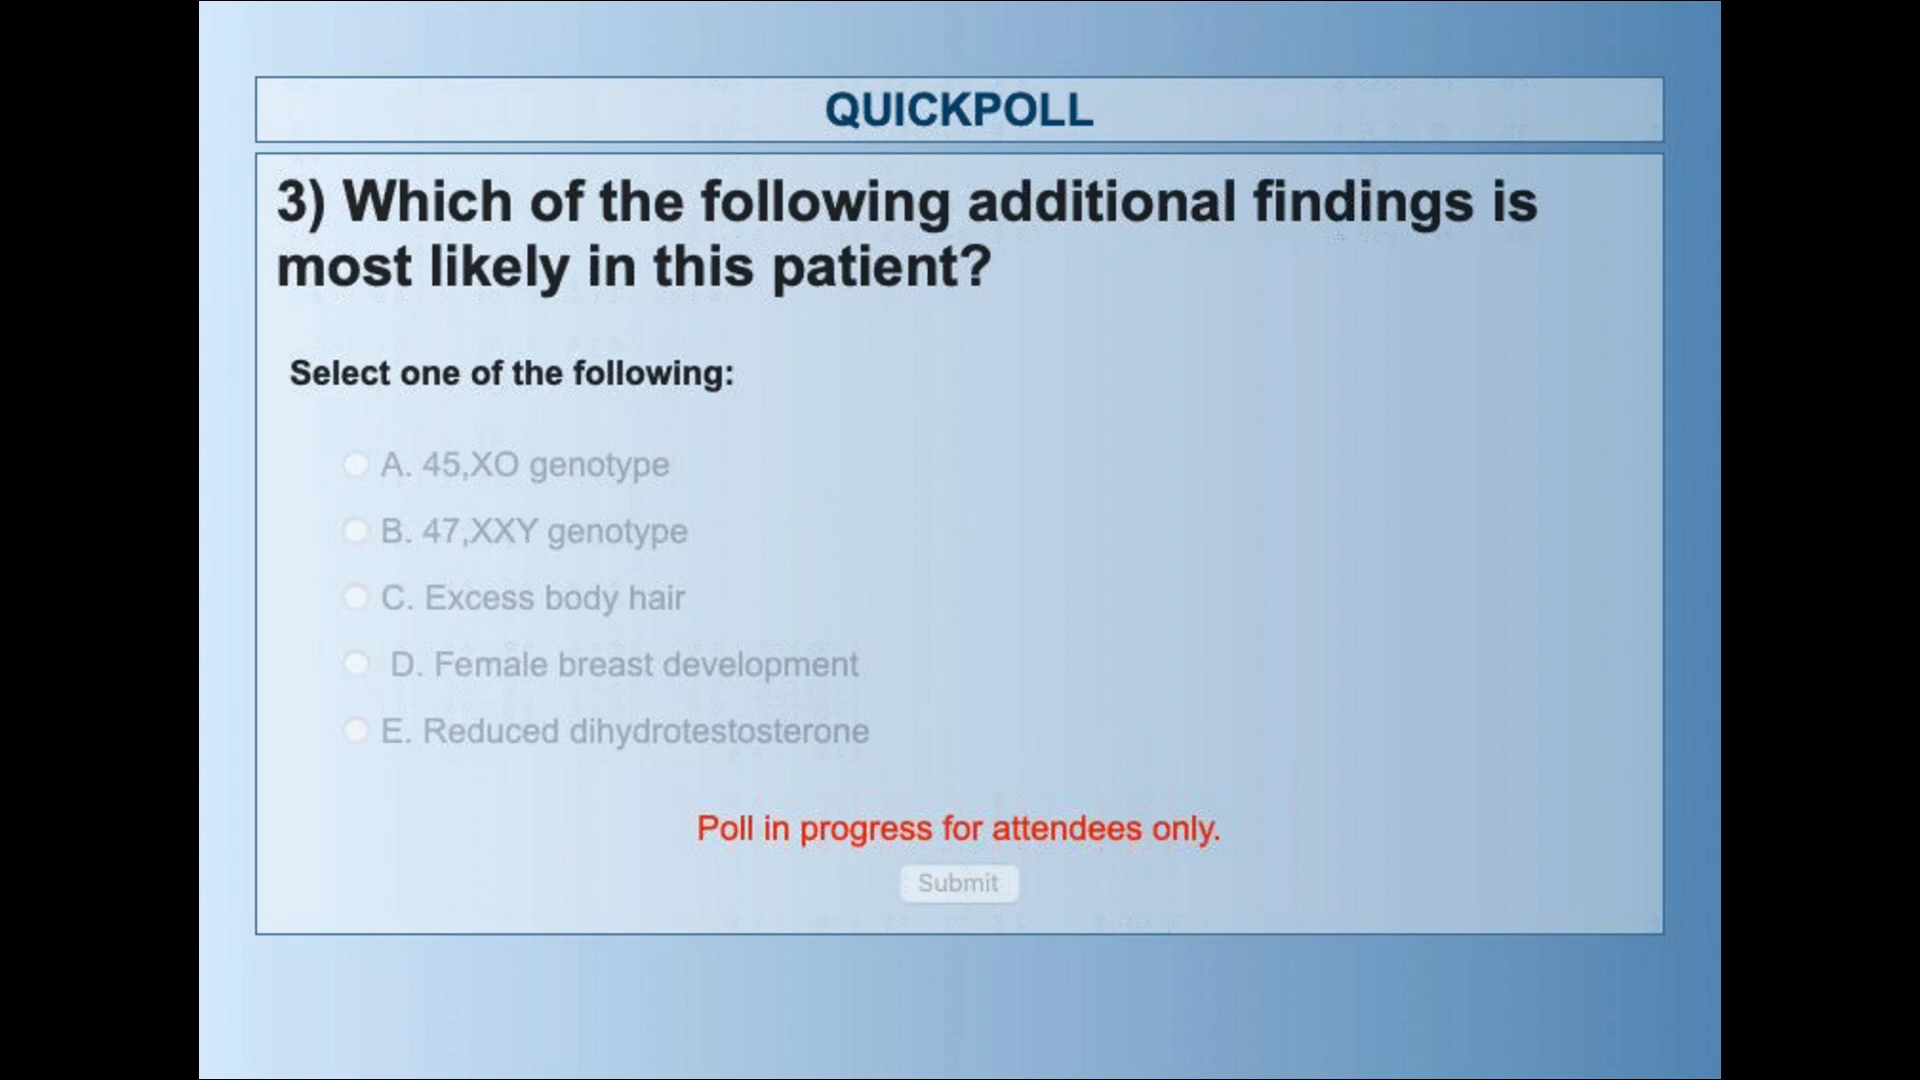 QUICKPOLL
3) Which of the following additional findings is
most likely in this patient?
Select one of the following:
A. 45,XO genotype
B. 47,XXY genotype
C. Excess body hair
D. Female breast development
E. Reduced dihydrotestosterone
Poll in progress for attendees only.
Submit